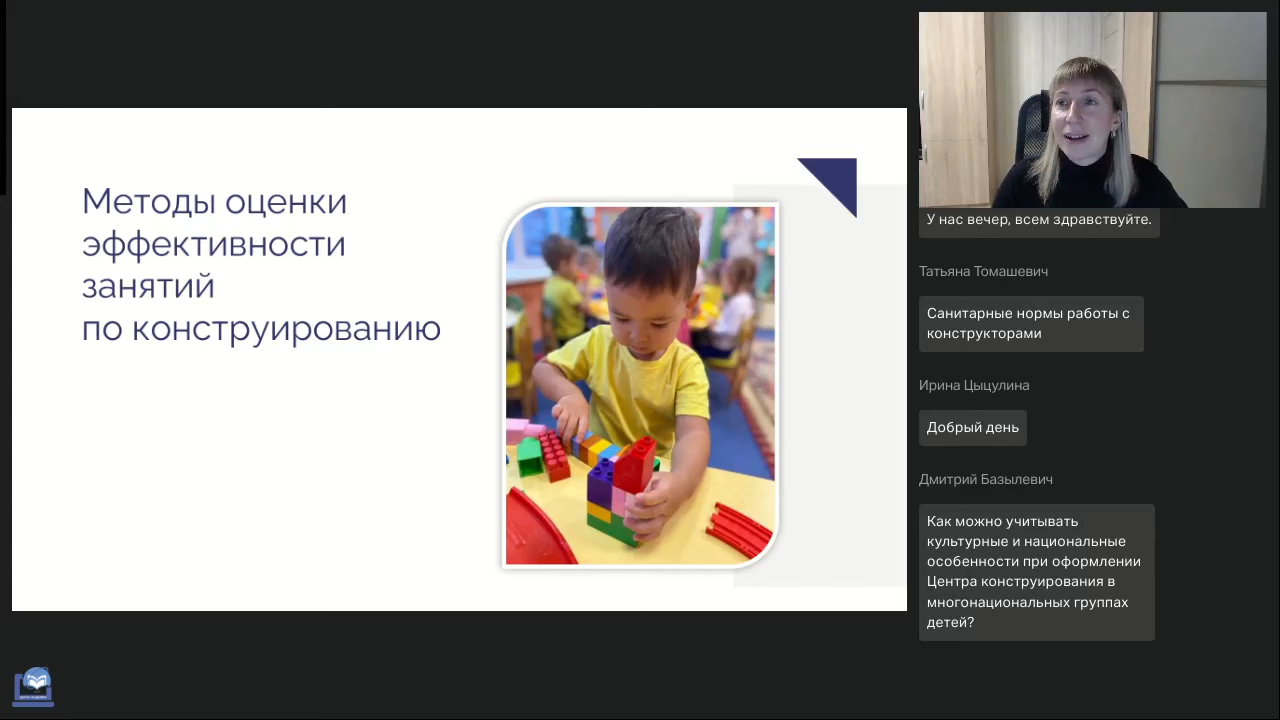 Методы оценки
эффективности
занятий
по конструированию
У нас вечер, всем здравствуйте.
Татьяна Томашевич
Санитарные нормы работы с
конструкторами
Ирина Цыцулина
Добрый день
Дмитрий Базылевич
Как можно учитывать
культурные и национальные
особенности при оформлении
Центра конструирования в
многонациональных группах
детей?